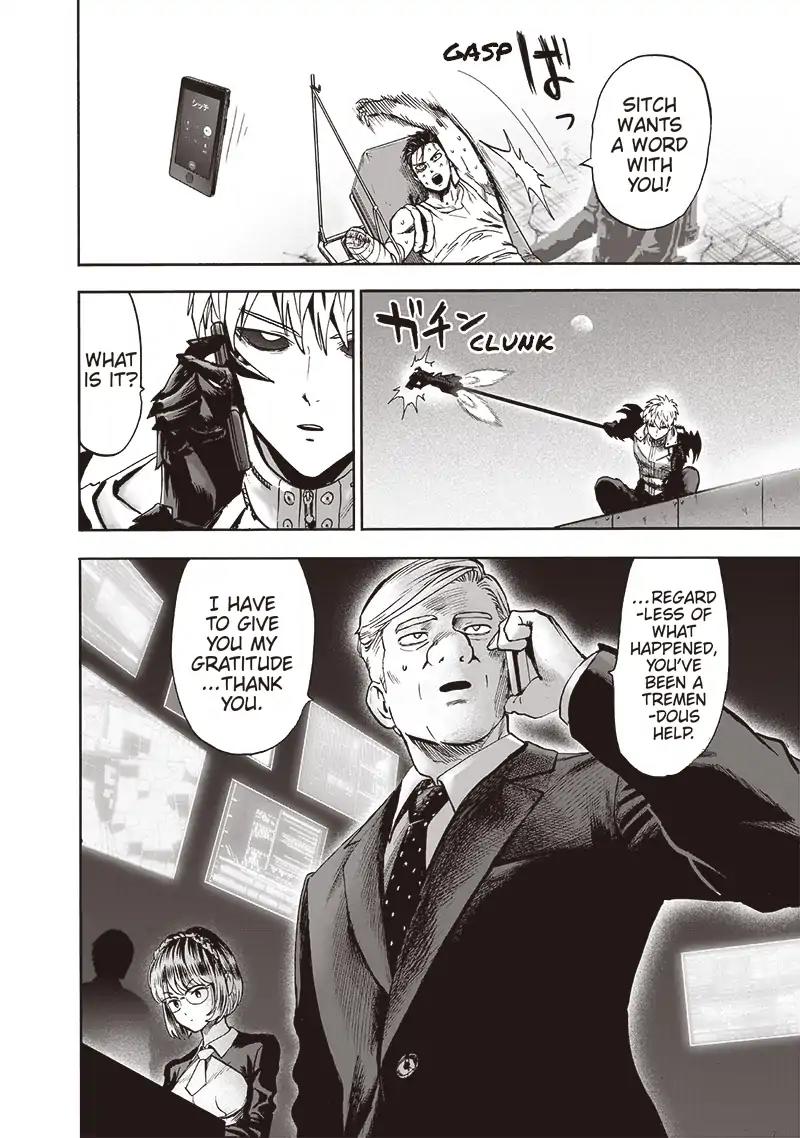 GASP
ばっ
SITCH
WANTS
A WORD
WITH
YOU!
シッチ
ガチン
CLUNK
WHAT
IS IT?
...REGARD
-LESS OF
WHAT
HAPPENED,
YOU'VE
BEEN A
TREMEN
-DOUS
HELP.
I HAVE
TO GIVE
YOU MY
GRATITUDE
...THANK
YOU.